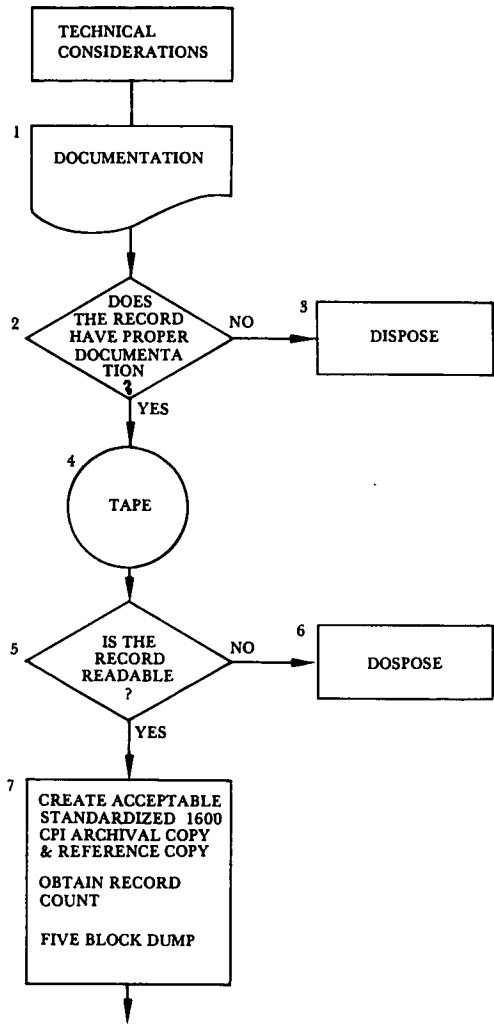 TECHNICAL
CONSIDERATIONS
1
DOCUMENTATION
2
DOES
THE RECORD
HAVE PROPER
DOCUMENTA
TION
?
NO
3
DISPOSE
YES
4
TAPE
5
IS THE
RECORD
READABLE
?
NO
6
DOSPOSE
YES
7
CREATE ACCEPTABLE
STANDARDIZED 1600
CPI ARCHIVAL COPY
& REFERENCE COPY
OBTAIN RECORD
COUNT
FIVE BLOCK DUMP